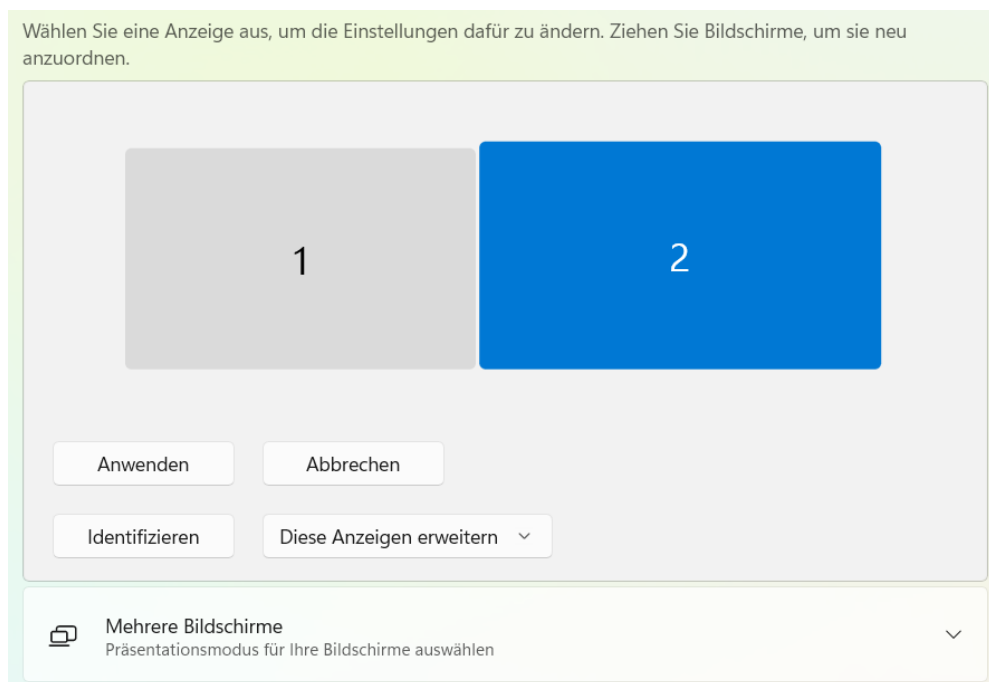 Wählen Sie eine Anzeige aus, um die Einstellungen dafür zu ändern. Ziehen Sie Bildschirme, um sie neu
anzuordnen.
1
2
Anwenden
Abbrechen
Identifizieren
Diese Anzeigen erweitern
Mehrere Bildschirme
Präsentationsmodus für Ihre Bildschirme auswählen